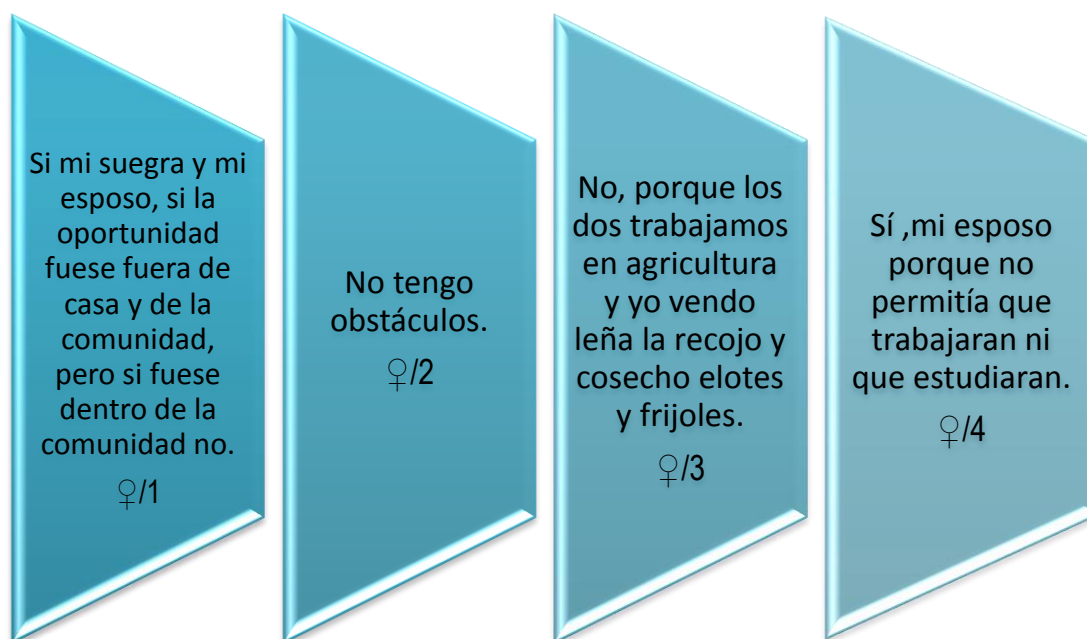 Si mi suegra y mi
esposo, si la
oportunidad
fuese fuera de
casa y de la
comunidad,
pero si fuese
dentro de la
comunidad no.
♀/1
No tengo
obstáculos.
♀/2
No, porque los
dos trabajamos
en agricultura
y yo vendo
leña la recojo y
cosecho elotes
y frijoles.
♀/3
Sí ,mi esposo
porque no
permitía que
trabajaran ni
que estudiaran.
♀/4